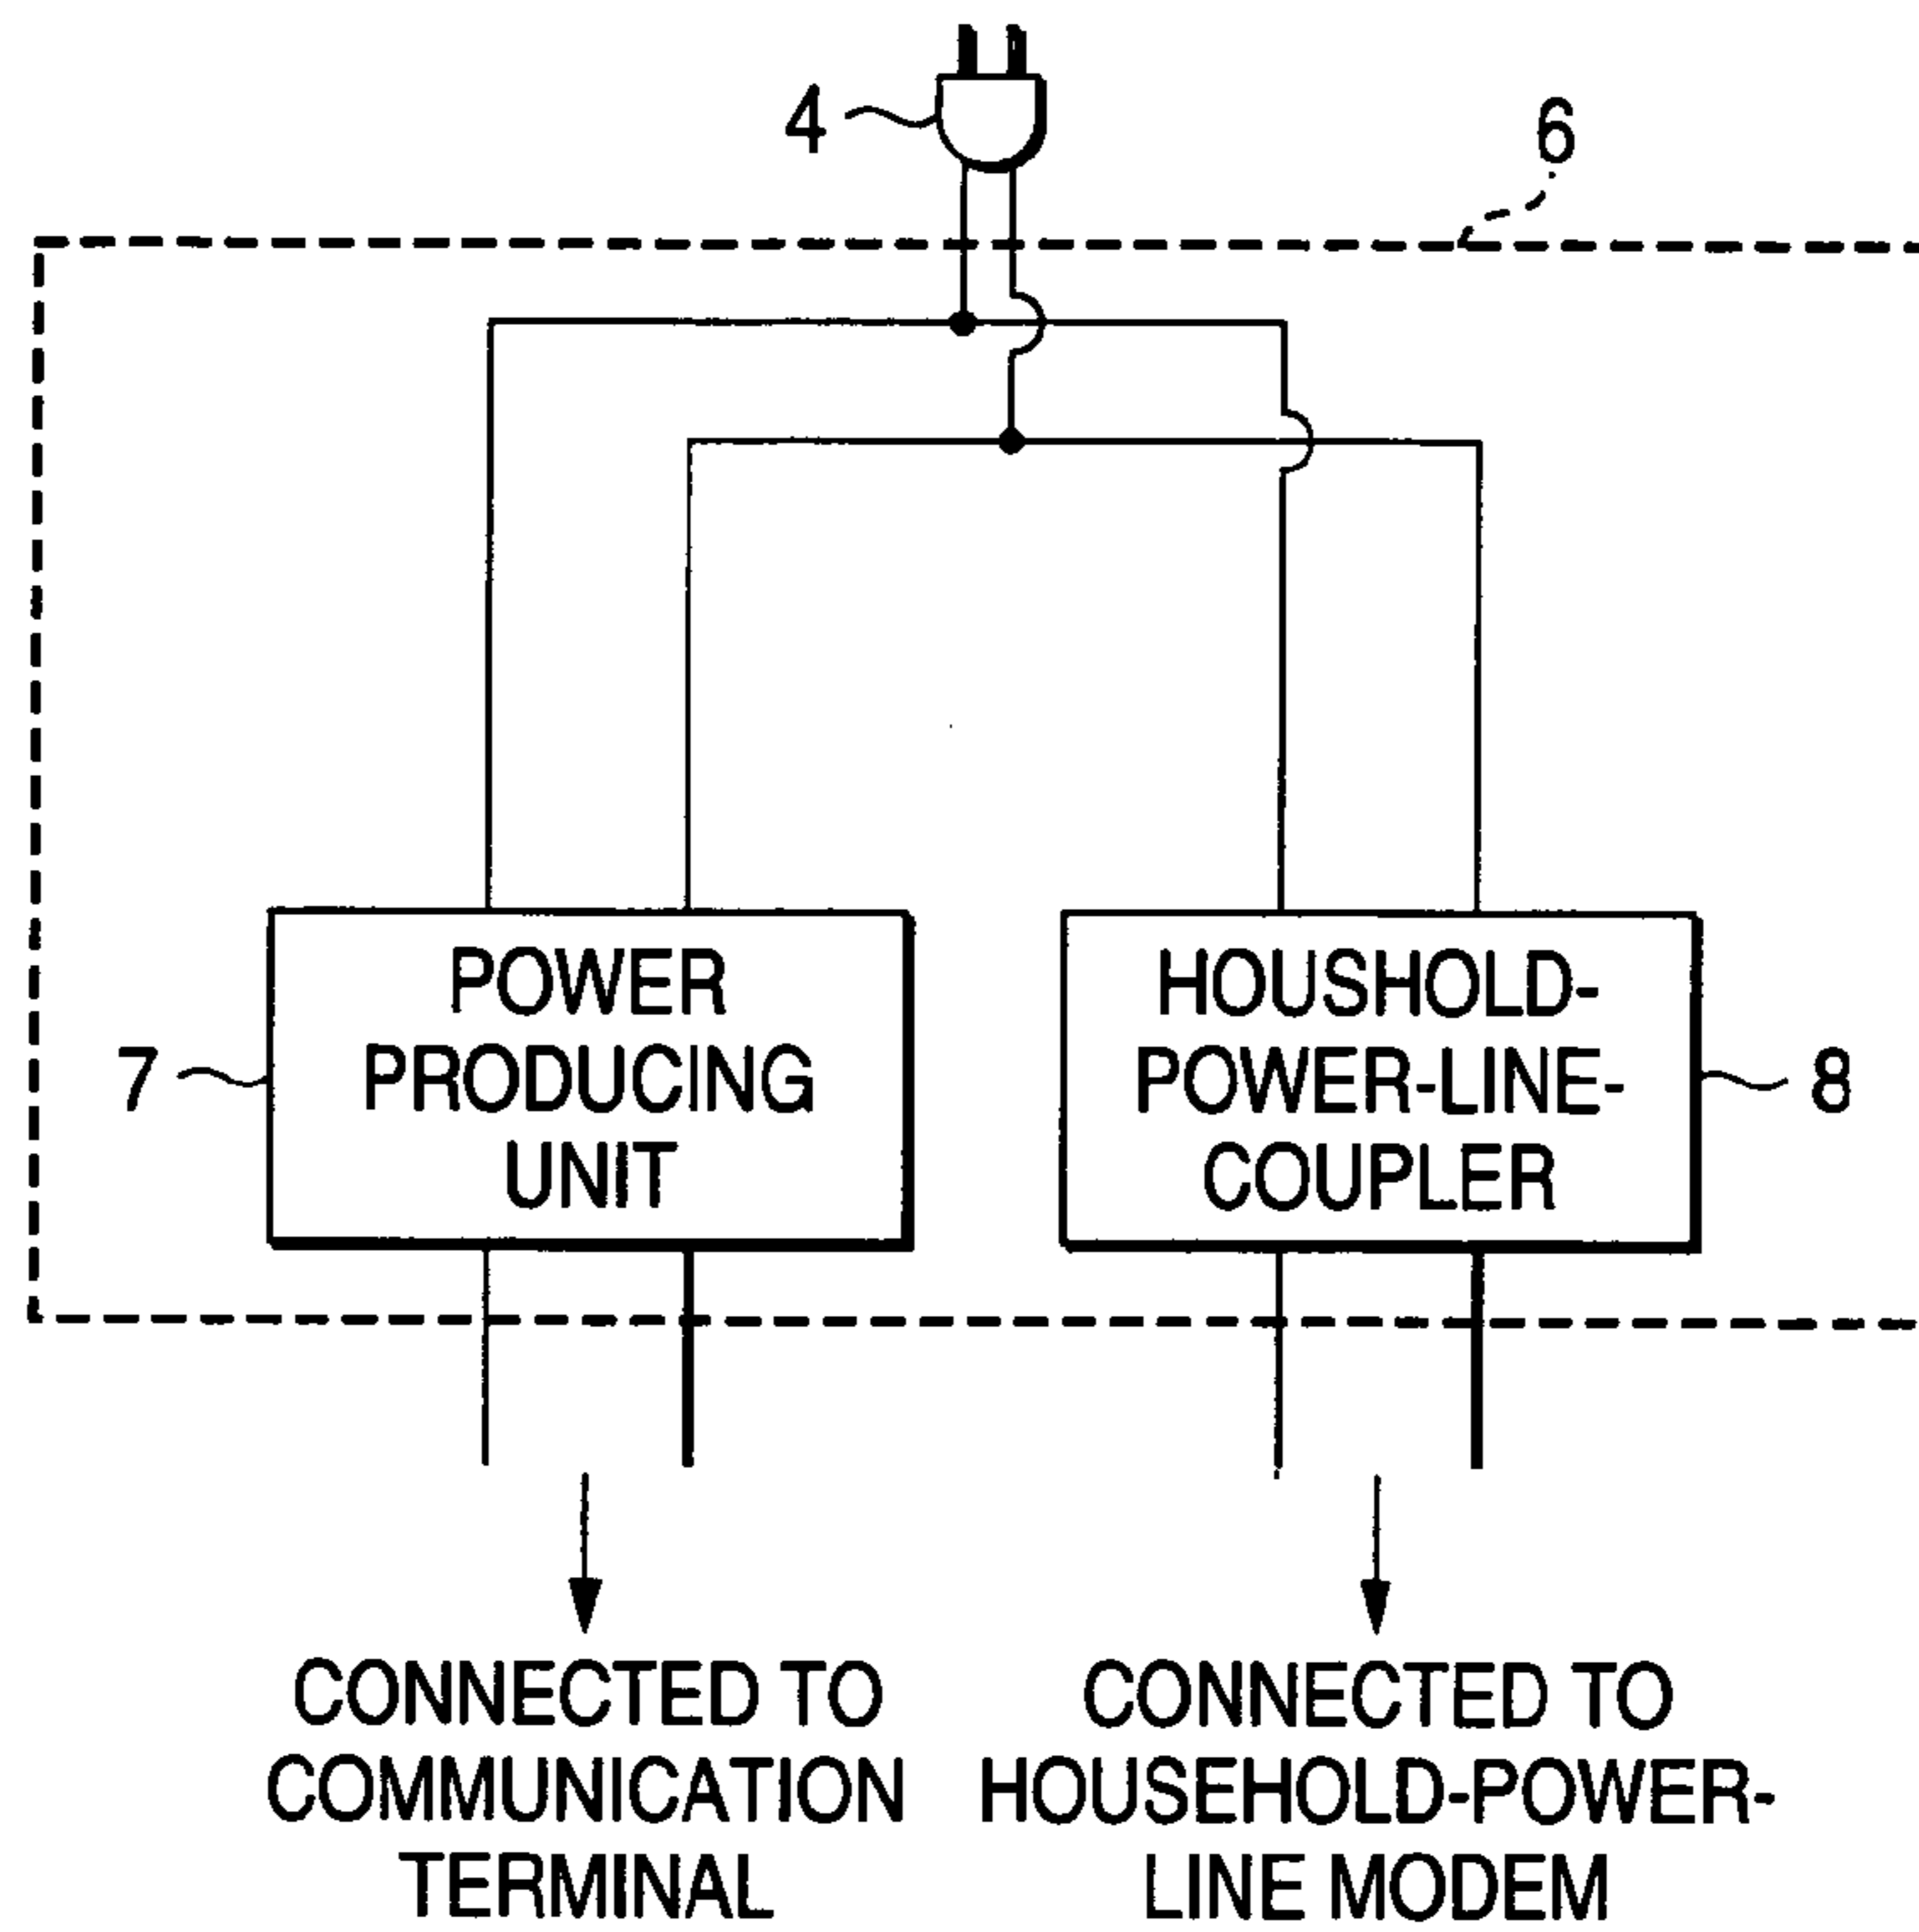 4
6
POWER
PRODUCING
UNIT
7
HOUSHOLD-
POWER-LINE-
COUPLER
8
CONNECTED TO
COMMUNICATION
TERMINAL
CONNECTED TO
HOUSEHOLD-POWER-
LINE MODEM